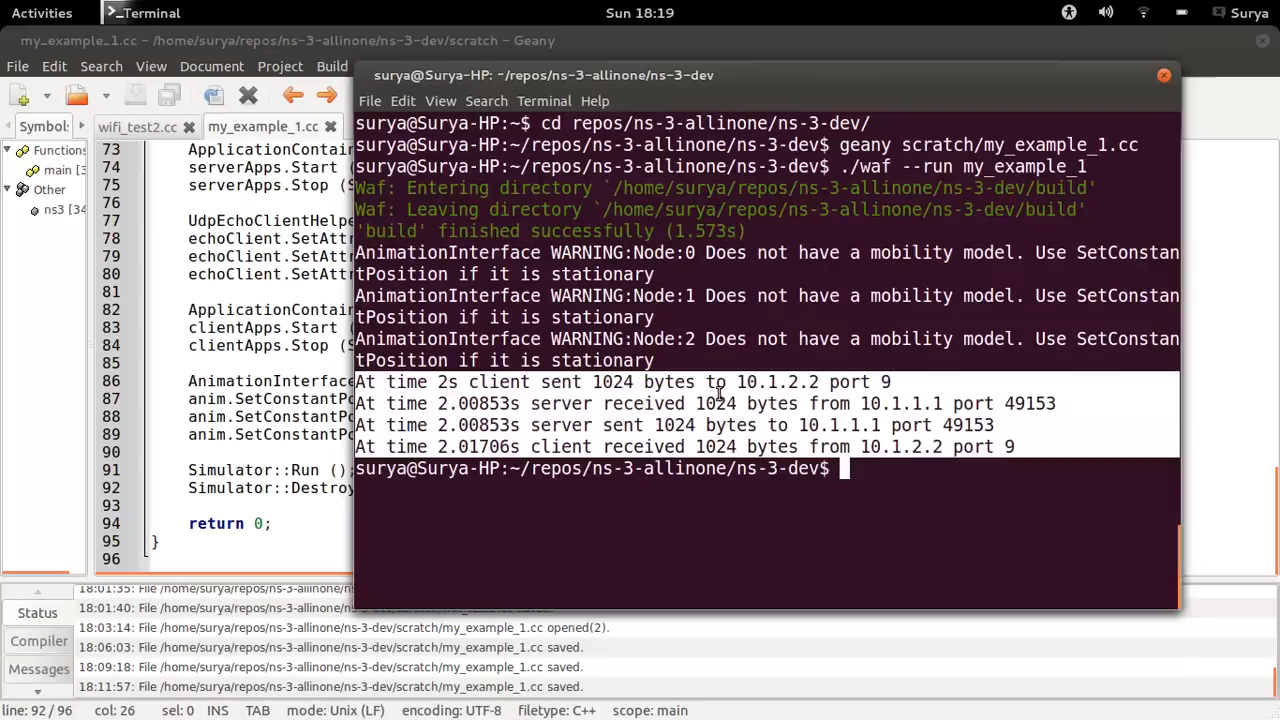 Activities
Terminal
Sun 18:19
Surya
my_example_1.cc - /home/surya/repos/ns-3-allinone/ns-3-dev/scratch - Geany
File Edit Search View Document Project Build
Symbols
wifi_test2.cc
my_example_1.cc
Functions
main [3
Other
ns3 [34
73 ApplicationContai
74 serverApps.Start (
75 serverApps.Stop (S
76
77 UdpEchoClientHelpe
78 echoClient.SetAttr
79 echoClient.SetAttr
80 echoClient.SetAttr
81
82 ApplicationContai
83 clientApps.Start (
84 clientApps.Stop (S
85
86 AnimationInterface
87 anim.SetConstantPo
88 anim.SetConstantPo
89 anim.SetConstantPo
90
91 Simulator::Run ();
92 Simulator::Destroy
93
94 return 0;
95 }
96
surya@Surya-HP: ~/repos/ns-3-allinone/ns-3-dev
File Edit View Search Terminal Help
surya@Surya-HP:~$ cd repos/ns-3-allinone/ns-3-dev/
surya@Surya-HP:~/repos/ns-3-allinone/ns-3-dev$ geany scratch/my_example_1.cc
surya@Surya-HP:~/repos/ns-3-allinone/ns-3-dev$ ./waf --run my_example_1
Waf: Entering directory `/home/surya/repos/ns-3-allinone/ns-3-dev/build'
Waf: Leaving directory `/home/surya/repos/ns-3-allinone/ns-3-dev/build'
'build' finished successfully (1.573s)
AnimationInterface WARNING:Node:0 Does not have a mobility model. Use SetConstan
tPosition if it is stationary
AnimationInterface WARNING:Node:1 Does not have a mobility model. Use SetConstan
tPosition if it is stationary
AnimationInterface WARNING:Node:2 Does not have a mobility model. Use SetConstan
tPosition if it is stationary
At time 2s client sent 1024 bytes to 10.1.2.2 port 9
At time 2.00853s server received 1024 bytes from 10.1.1.1 port 49153
At time 2.00853s server sent 1024 bytes to 10.1.1.1 port 49153
At time 2.01706s client received 1024 bytes from 10.1.2.2 port 9
surya@Surya-HP:~/repos/ns-3-allinone/ns-3-dev$
Status
Compiler
Messages
18:01:35: File /home/surya/repos/ns-3-allinone
18:01:40: File /home/surya/repos/ns-3-allinone
18:03:14: File /home/surya/repos/ns-3-allinone/ns-3-dev/scratch/my_example_1.cc opened(2).
18:06:03: File /home/surya/repos/ns-3-allinone/ns-3-dev/scratch/my_example_1.cc saved.
18:09:18: File /home/surya/repos/ns-3-allinone/ns-3-dev/scratch/my_example_1.cc saved.
18:11:57: File /home/surya/repos/ns-3-allinone/ns-3-dev/scratch/my_example_1.cc saved.
line: 92 / 96 col: 26 sel: 0 INS TAB mode: Unix (LF) encoding: UTF-8 filetype: C++ scope: main